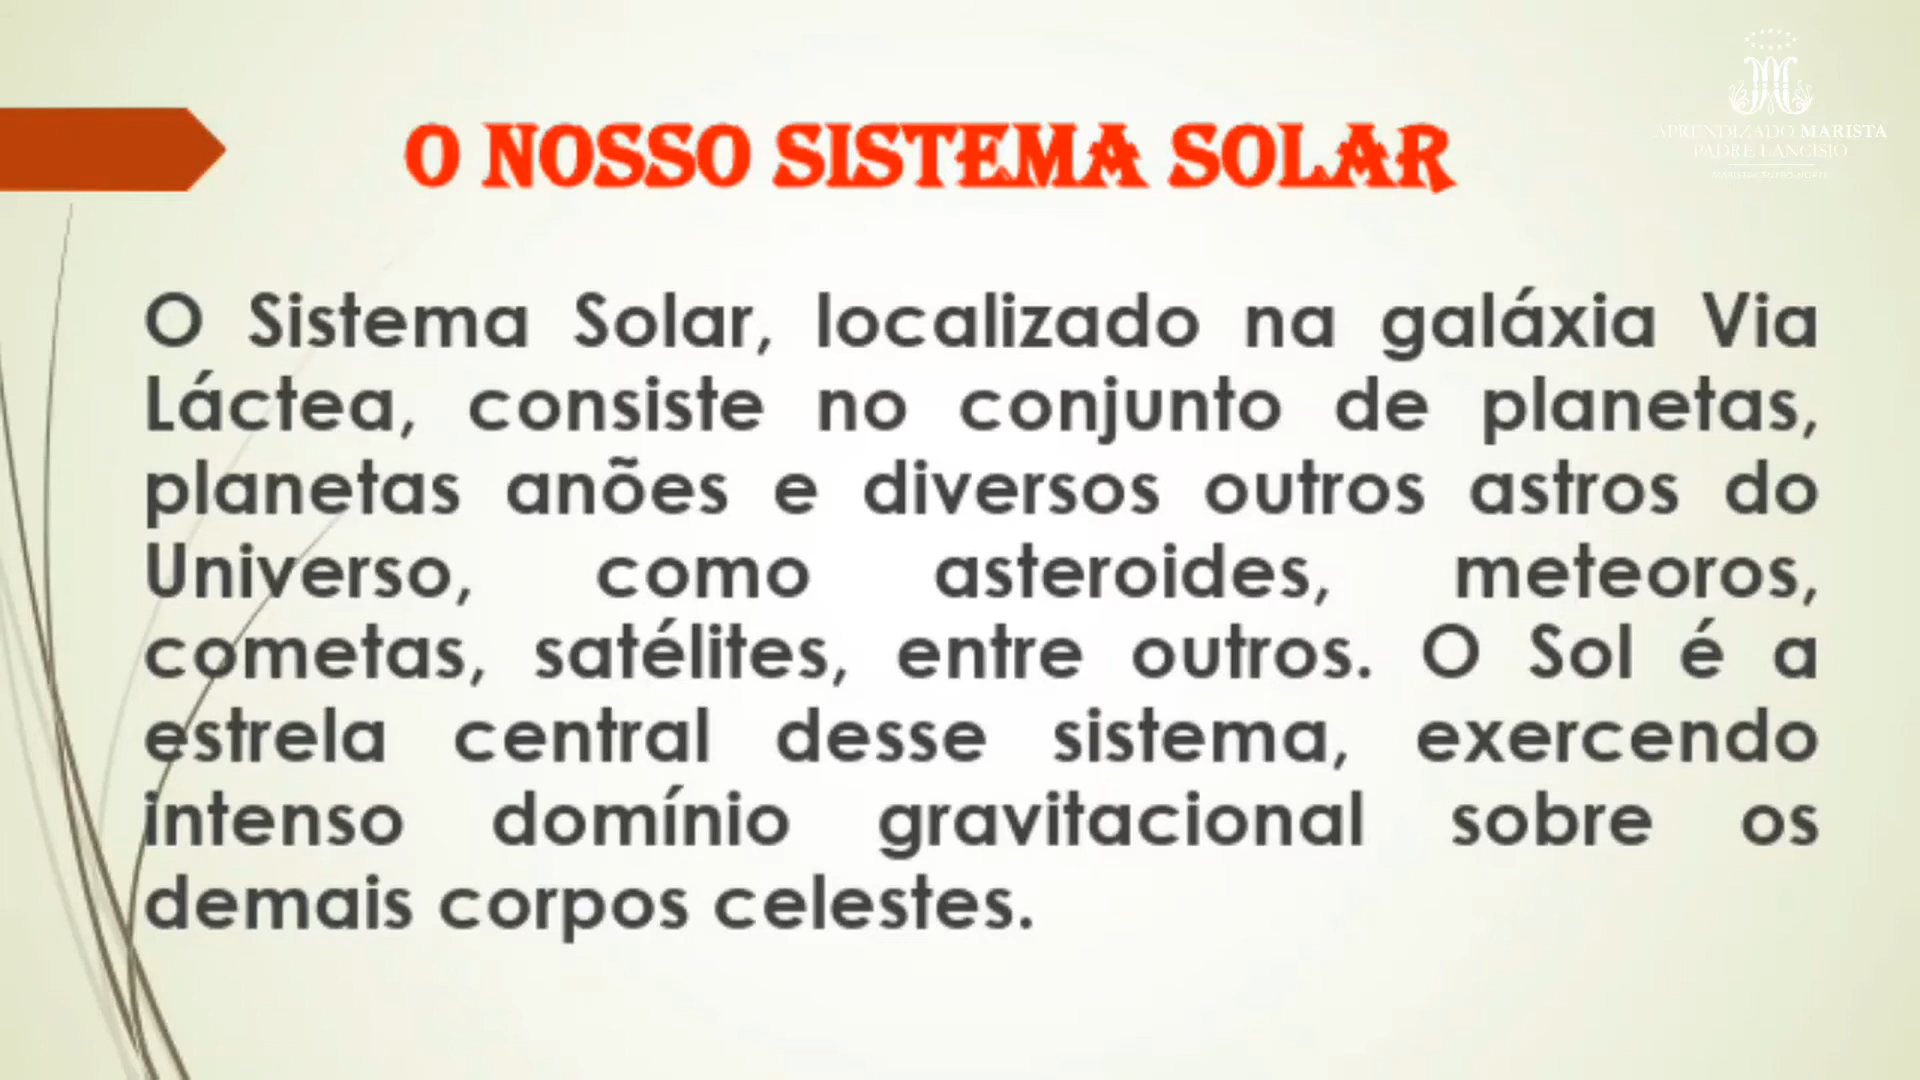 O NOSSO SISTEMA SOLAR
APRENDIZADO MARISTA
PADRE LANCISIO
O Sistema Solar, localizado na galáxia Via
Láctea, consiste no conjunto de planetas,
planetas anões e diversos outros astros do
Universo, como asteroides, meteoros,
cometas, satélites, entre outros. O Sol é a
estrela central desse sistema, exercendo
intenso domínio gravitacional sobre os
demais corpos celestes.